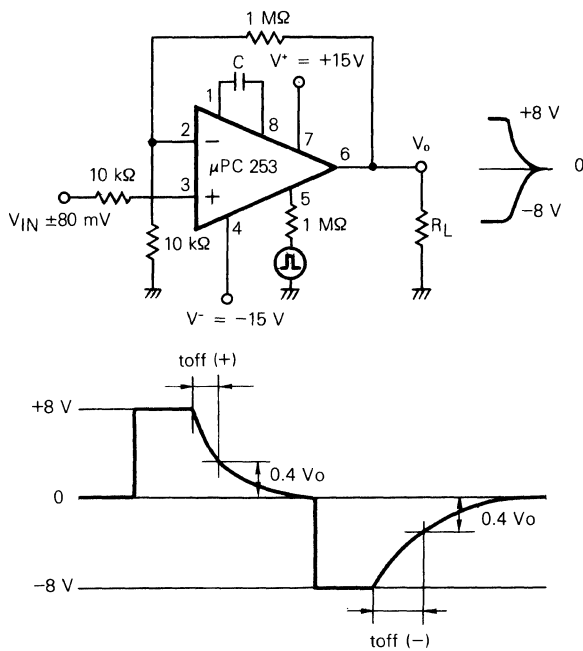 1 MΩ
V⁺ = +15 V
C
1
8
7
2
−
μPC 253
6
Vo
+8 V
0
−8 V
10 kΩ
3
+
5
VIN ±80 mV
10 kΩ
4
1 MΩ
RL
V⁻ = −15 V
toff (+)
+8 V
0.4 Vo
0
0.4 Vo
−8 V
toff (−)